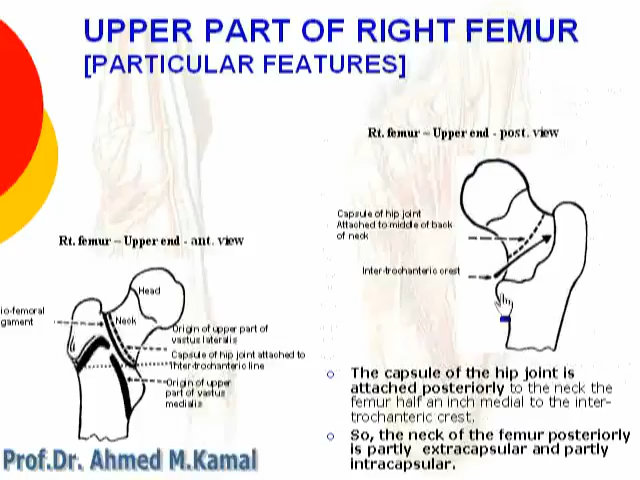 UPPER PART OF RIGHT FEMUR
[PARTICULAR FEATURES]
Rt. femur – Upper end - post. view
Capsule of hip joint
Attached to middle of back
of neck
Inter-trochanteric crest
Rt. femur – Upper end - ant. view
Head
io-femoral
gament
Neck
Origin of upper part of
vastus lateralis
Capsule of hip joint attached to
Inter-trochanteric line
Origin of upper
part of vastus
medialis
The capsule of the hip joint is
attached posteriorly to the neck the
femur half an inch medial to the inter-
trochanteric crest.
So, the neck of the femur posteriorly
is partly extracapsular and partly
intracapsular.
Prof.Dr. Ahmed M.Kamal